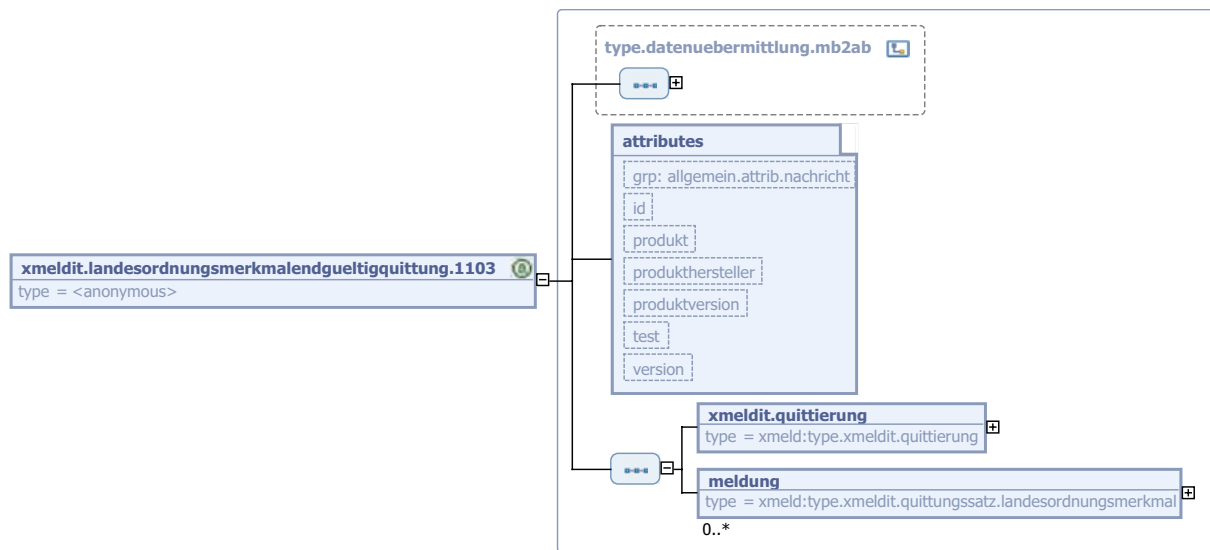 type.datenuebermittlung.mb2ab
attributes
grp: allgemein.attrib.nachricht
id
produkt
produkthersteller
produktversion
test
version
xmeldit.landesordnungsmerkmalendgueltigquittung.1103
type = <anonymous>
xmeldit.quittierung
type = xmeld:type.xmeldit.quittierung
meldung
type = xmeld:type.xmeldit.quittungssatz.landesordnungsmerkmal
0..*